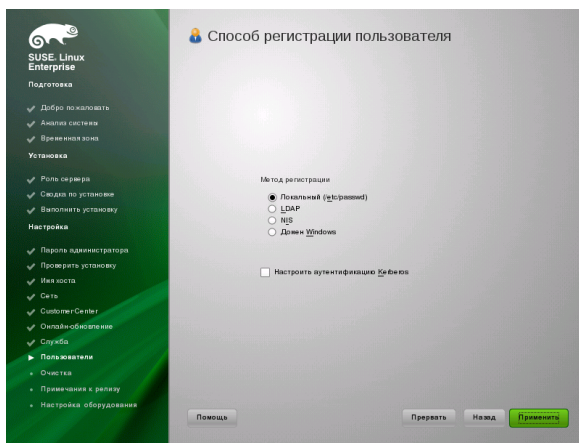 SUSE. Linux
Enterprise
Подготовка
Добро пожаловать
Анализ системы
Временная зона
Установка
Роль сервера
Сводка по установке
Выполнить установку
Настройка
Пароль администратора
Проверить установку
Имя хоста
Сеть
CustomerCenter
Онлайн-обновление
Служба
Пользователи
Очистка
Примечания к релизу
Настройка оборудования
Способ регистрации пользователя
Метод регистрации
Локальный (/etc/passwd)
LDAP
NIS
Домен Windows
Настроить аутентификацию Kerberos
Помощь
Прервать
Назад
Применить